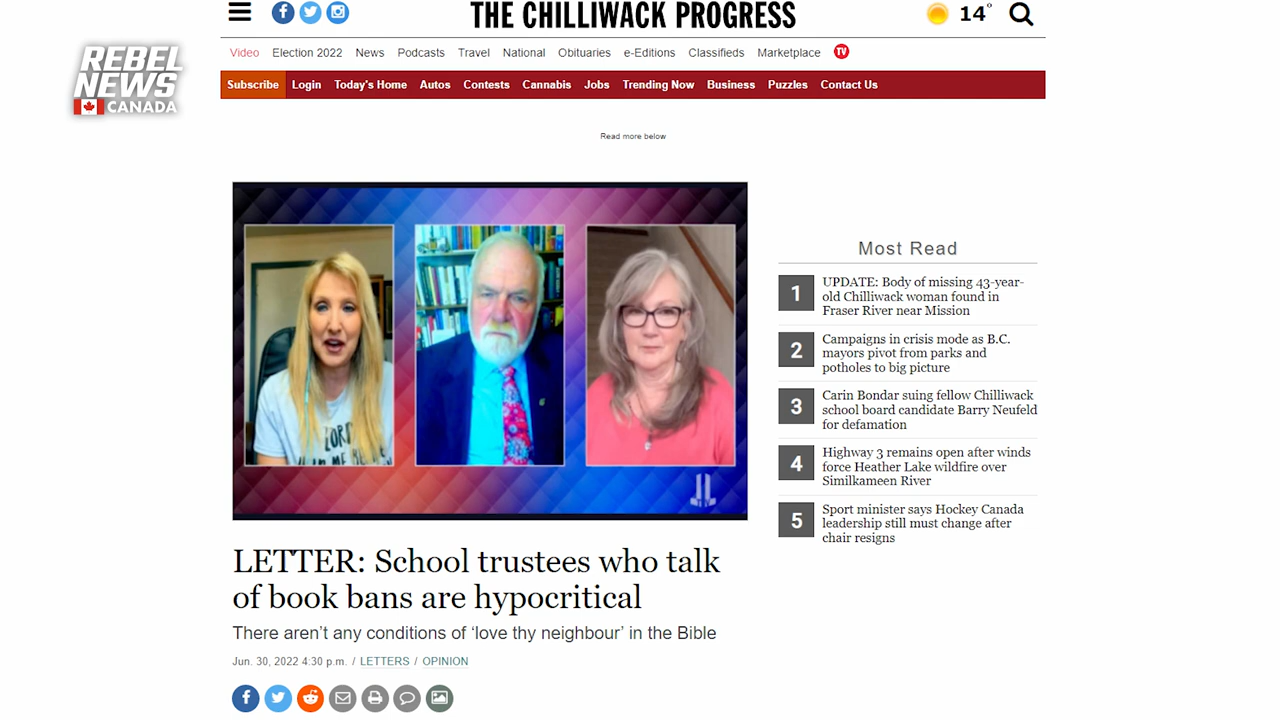 REBEL
NEWS
CANADA
THE CHILLIWACK PROGRESS
14°
Video Election 2022 News Podcasts Travel National Obituaries e-Editions Classifieds Marketplace TV
Subscribe Login Today's Home Autos Contests Cannabis Jobs Trending Now Business Puzzles Contact Us
Read more below
LORD
Most Read
1
UPDATE: Body of missing 43-year-
old Chilliwack woman found in
Fraser River near Mission
2
Campaigns in crisis mode as B.C.
mayors pivot from parks and
potholes to big picture
3
Carin Bondar suing fellow Chilliwack
school board candidate Barry Neufeld
for defamation
4
Highway 3 remains open after winds
force Heather Lake wildfire over
Similkameen River
5
Sport minister says Hockey Canada
leadership still must change after
chair resigns
LETTER: School trustees who talk
of book bans are hypocritical
There aren't any conditions of ‘love thy neighbour’ in the Bible
Jun. 30, 2022 4:30 p.m. / LETTERS / OPINION